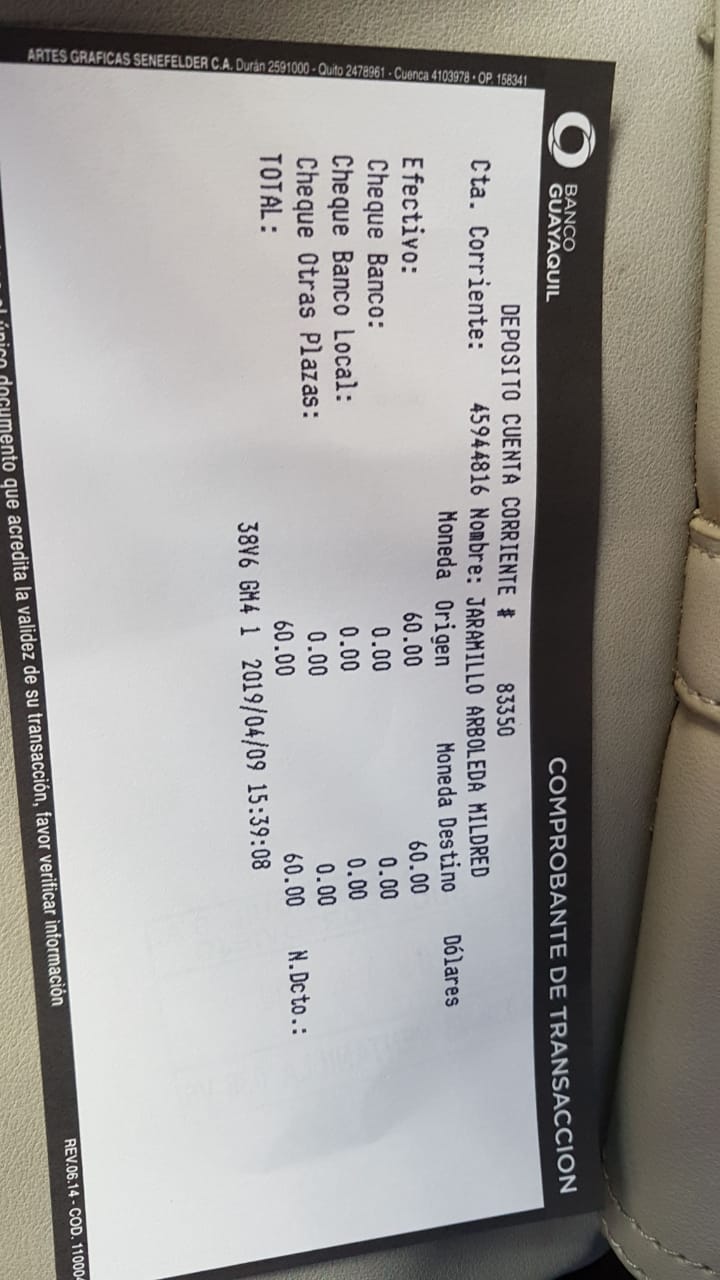 BANCO
GUAYAQUIL
COMPROBANTE DE TRANSACCION
DEPOSITO CUENTA CORRIENTE # 83350
Cta. Corriente: 45944816 Nombre: JARAMILLO ARBOLEDA MILDRED
Moneda Origen Moneda Destino Dólares
Efectivo: 60.00 60.00
Cheque Banco: 0.00 0.00
Cheque Banco Local: 0.00 0.00
Cheque Otras Plazas: 0.00 0.00
TOTAL: 60.00 60.00 N.Dcto.:
38V6 GM4 1 2019/04/09 15:39:08
ARTES GRAFICAS SENEFELDER C.A. Durán 2591000 - Quito 2478961 - Cuenca 4103978 • OP. 158341
único documento que acredita la validez de su transacción, favor verificar información
REV.06.14 - COD. 11000